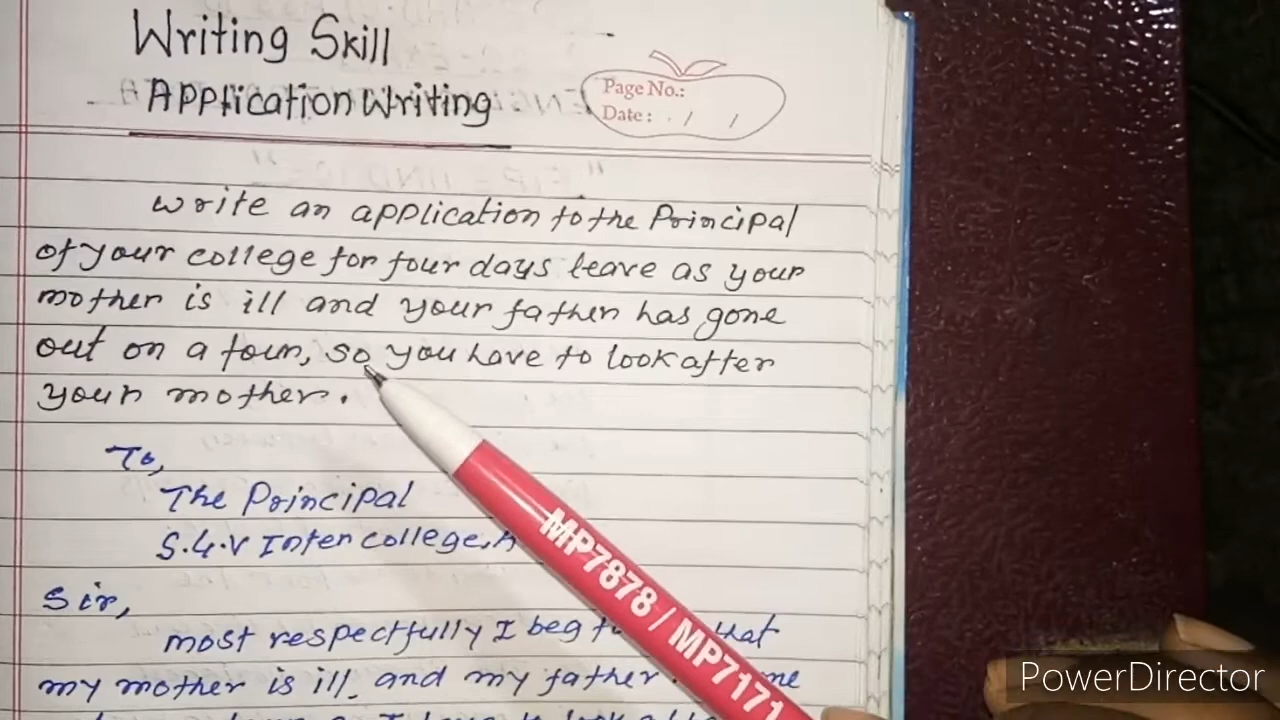 Writing Skill
Application Writing
Page No.:
Date: / /
Write an application to the Principal
of your college for four days leave as your
mother is ill and your father has gone
out on a tour, so you have to look after
your mother.
To,
The Principal
S.G.V Inter college,
Sir,
most respectfully I beg that
my mother is ill, and my father
MP7878 / MP7171
PowerDirector